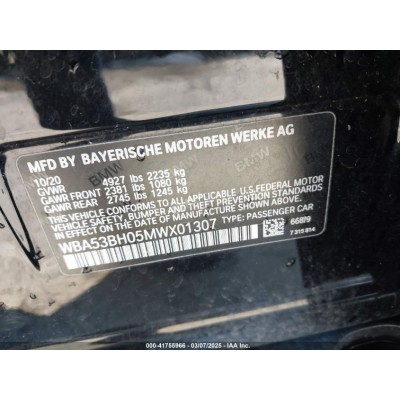 MFD BY BAYERISCHE MOTOREN WERKE AG
10/20
GVWR 4927 lbs 2235 kg
GAWR FRONT 2381 lbs 1080 kg
GAWR REAR 2745 lbs 1245 kg
THIS VEHICLE CONFORMS TO ALL APPLICABLE U.S. FEDERAL MOTOR
VEHICLE SAFETY, BUMPER, AND THEFT PREVENTION STANDARDS
IN EFFECT ON THE DATE OF MANUFACTURE SHOWN ABOVE.
WBA53BH05MWX01307 TYPE: PASSENGER CAR
668/9
7 315 814
000-41755966 - 03/07/2025 - IAA Inc.